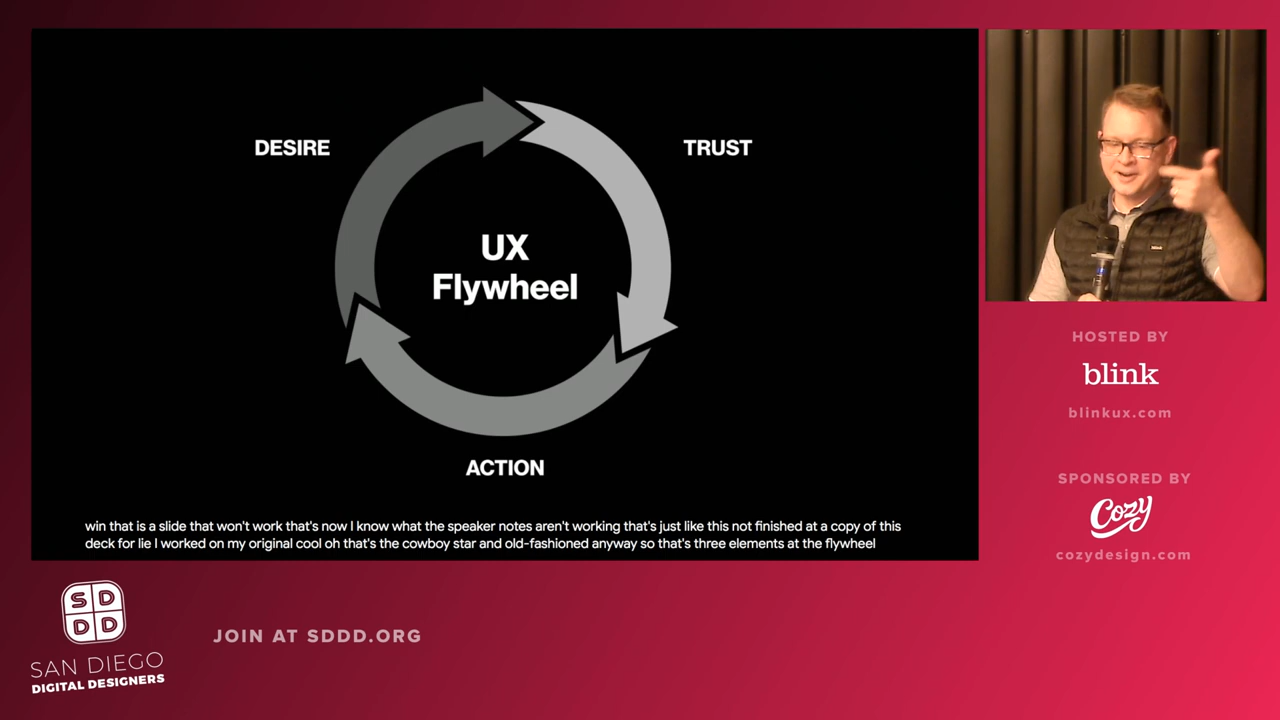 DESIRE
TRUST
UX
Flywheel
ACTION
win that is a slide that won't work that's now I know what the speaker notes aren't working that's just like this not finished at a copy of this
deck for lie I worked on my original cool oh that's the cowboy star and old-fashioned anyway so that's three elements at the flywheel
HOSTED BY
blink
blinkux.com
SPONSORED BY
Cozy
cozydesign.com
SD
DD
SAN DIEGO
DIGITAL DESIGNERS
JOIN AT SDDD.ORG